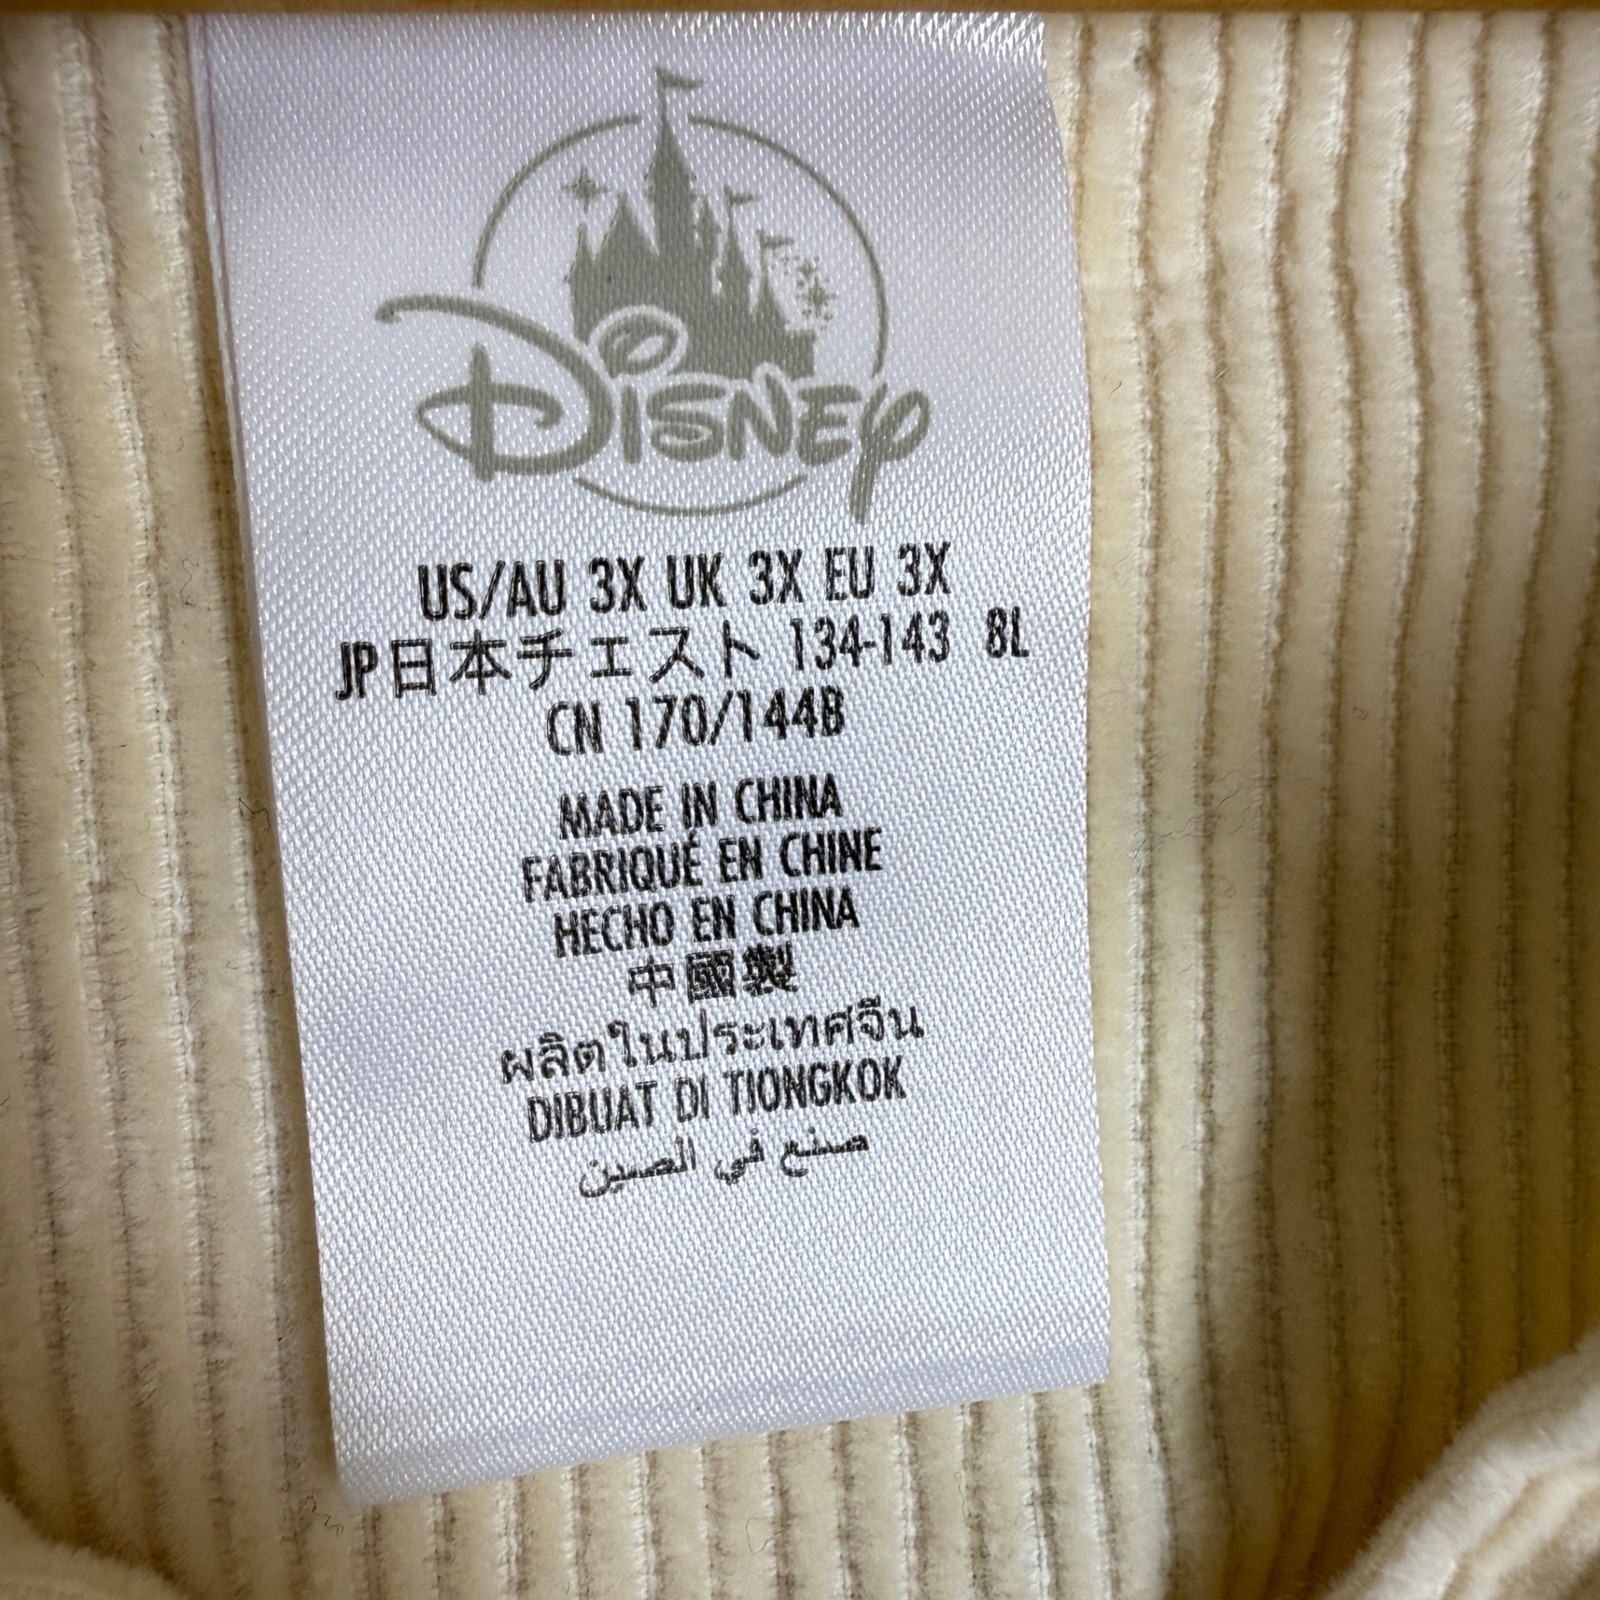 Disney
US/AU 3X UK 3X EU 3X
JP日本チェスト 134-143 8L
CN 170/144B
MADE IN CHINA
FABRIQUÉ EN CHINE
HECHO EN CHINA
中國製
ผลิตในประเทศจีน
DIBUAT DI TIONGKOK
صنع في الصين